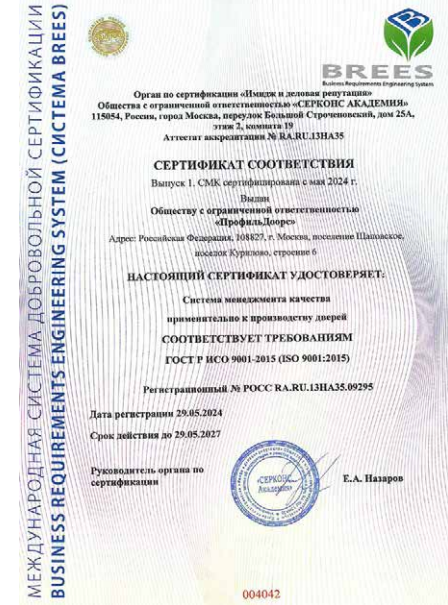 МЕЖДУНАРОДНАЯ СИСТЕМА ДОБРОВОЛЬНОЙ СЕРТИФИКАЦИИ
BUSINESS REQUIREMENTS ENGINEERING SYSTEM (СИСТЕМА BREES)
BREES
Business Requirements Engineering System
Орган по сертификации «Имидж и деловая репутация»
Общества с ограниченной ответственностью «СЕРКОНС АКАДЕМИЯ»
115054, Россия, город Москва, переулок Большой Строченовский, дом 25А,
этаж 2, комната 19
Аттестат аккредитации № RA.RU.13НА35
СЕРТИФИКАТ СООТВЕТСТВИЯ
Выпуск 1. СМК сертифицирована с мая 2024 г.
Выдан
Обществу с ограниченной ответственностью
«ПрофильДоорс»
Адрес: Российская Федерация, 108827, г. Москва, поселение Щаповское,
поселок Курилово, строение 6
НАСТОЯЩИЙ СЕРТИФИКАТ УДОСТОВЕРЯЕТ:
Система менеджмента качества
применительно к производству дверей
СООТВЕТСТВУЕТ ТРЕБОВАНИЯМ
ГОСТ Р ИСО 9001-2015 (ISO 9001:2015)
Регистрационный № РОСС RA.RU.13НА35.09295
Дата регистрации 29.05.2024
Срок действия до 29.05.2027
Руководитель органа по
сертификации
«СЕРКОНС
Академия»
Е.А. Назаров
004042